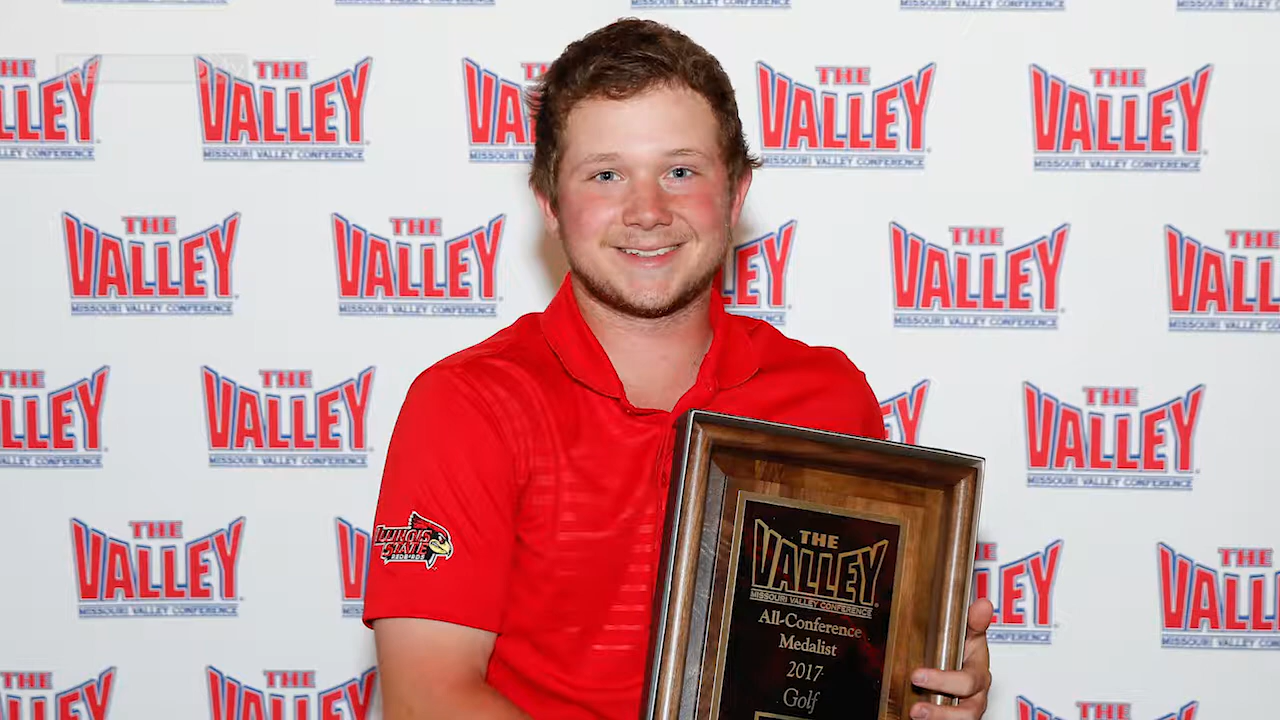 THE
VALLEY
MISSOURI VALLEY CONFERENCE
ILLINOIS
STATE
REDBIRDS
THE
VALLEY
MISSOURI VALLEY CONFERENCE
All-Conference
Medalist
2017
Golf